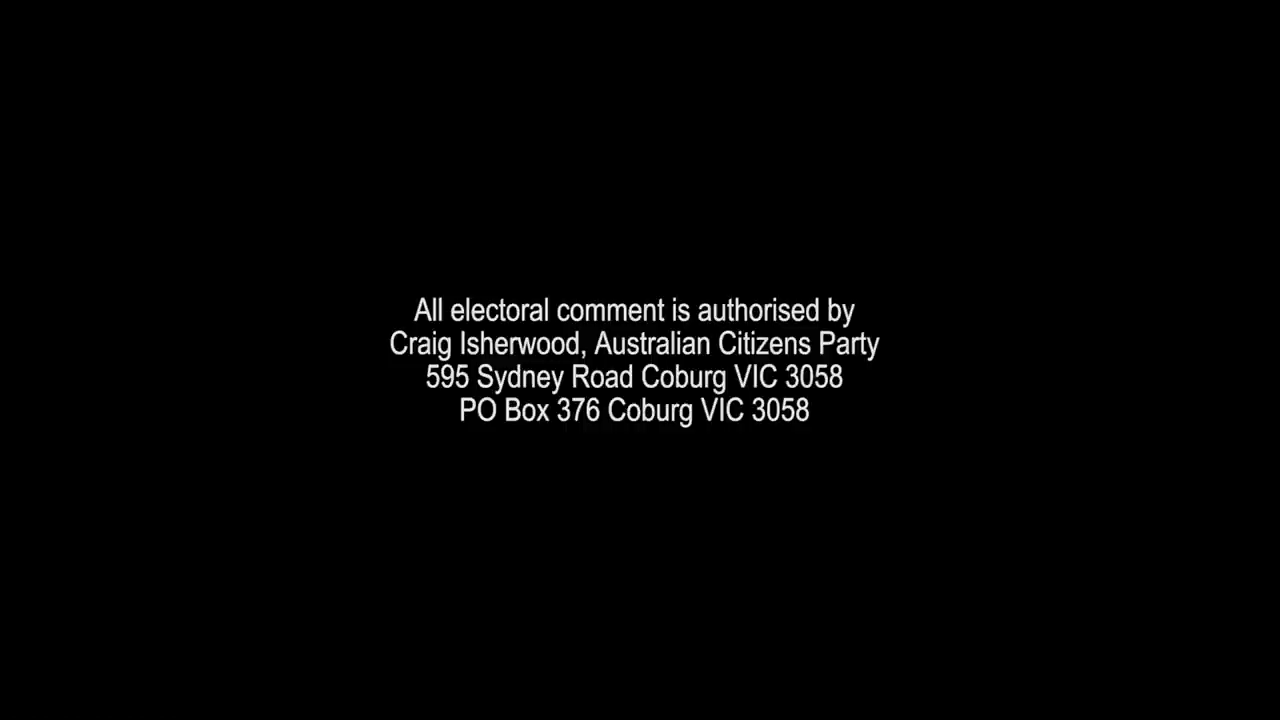 All electoral comment is authorised by
Craig Isherwood, Australian Citizens Party
595 Sydney Road Coburg VIC 3058
PO Box 376 Coburg VIC 3058